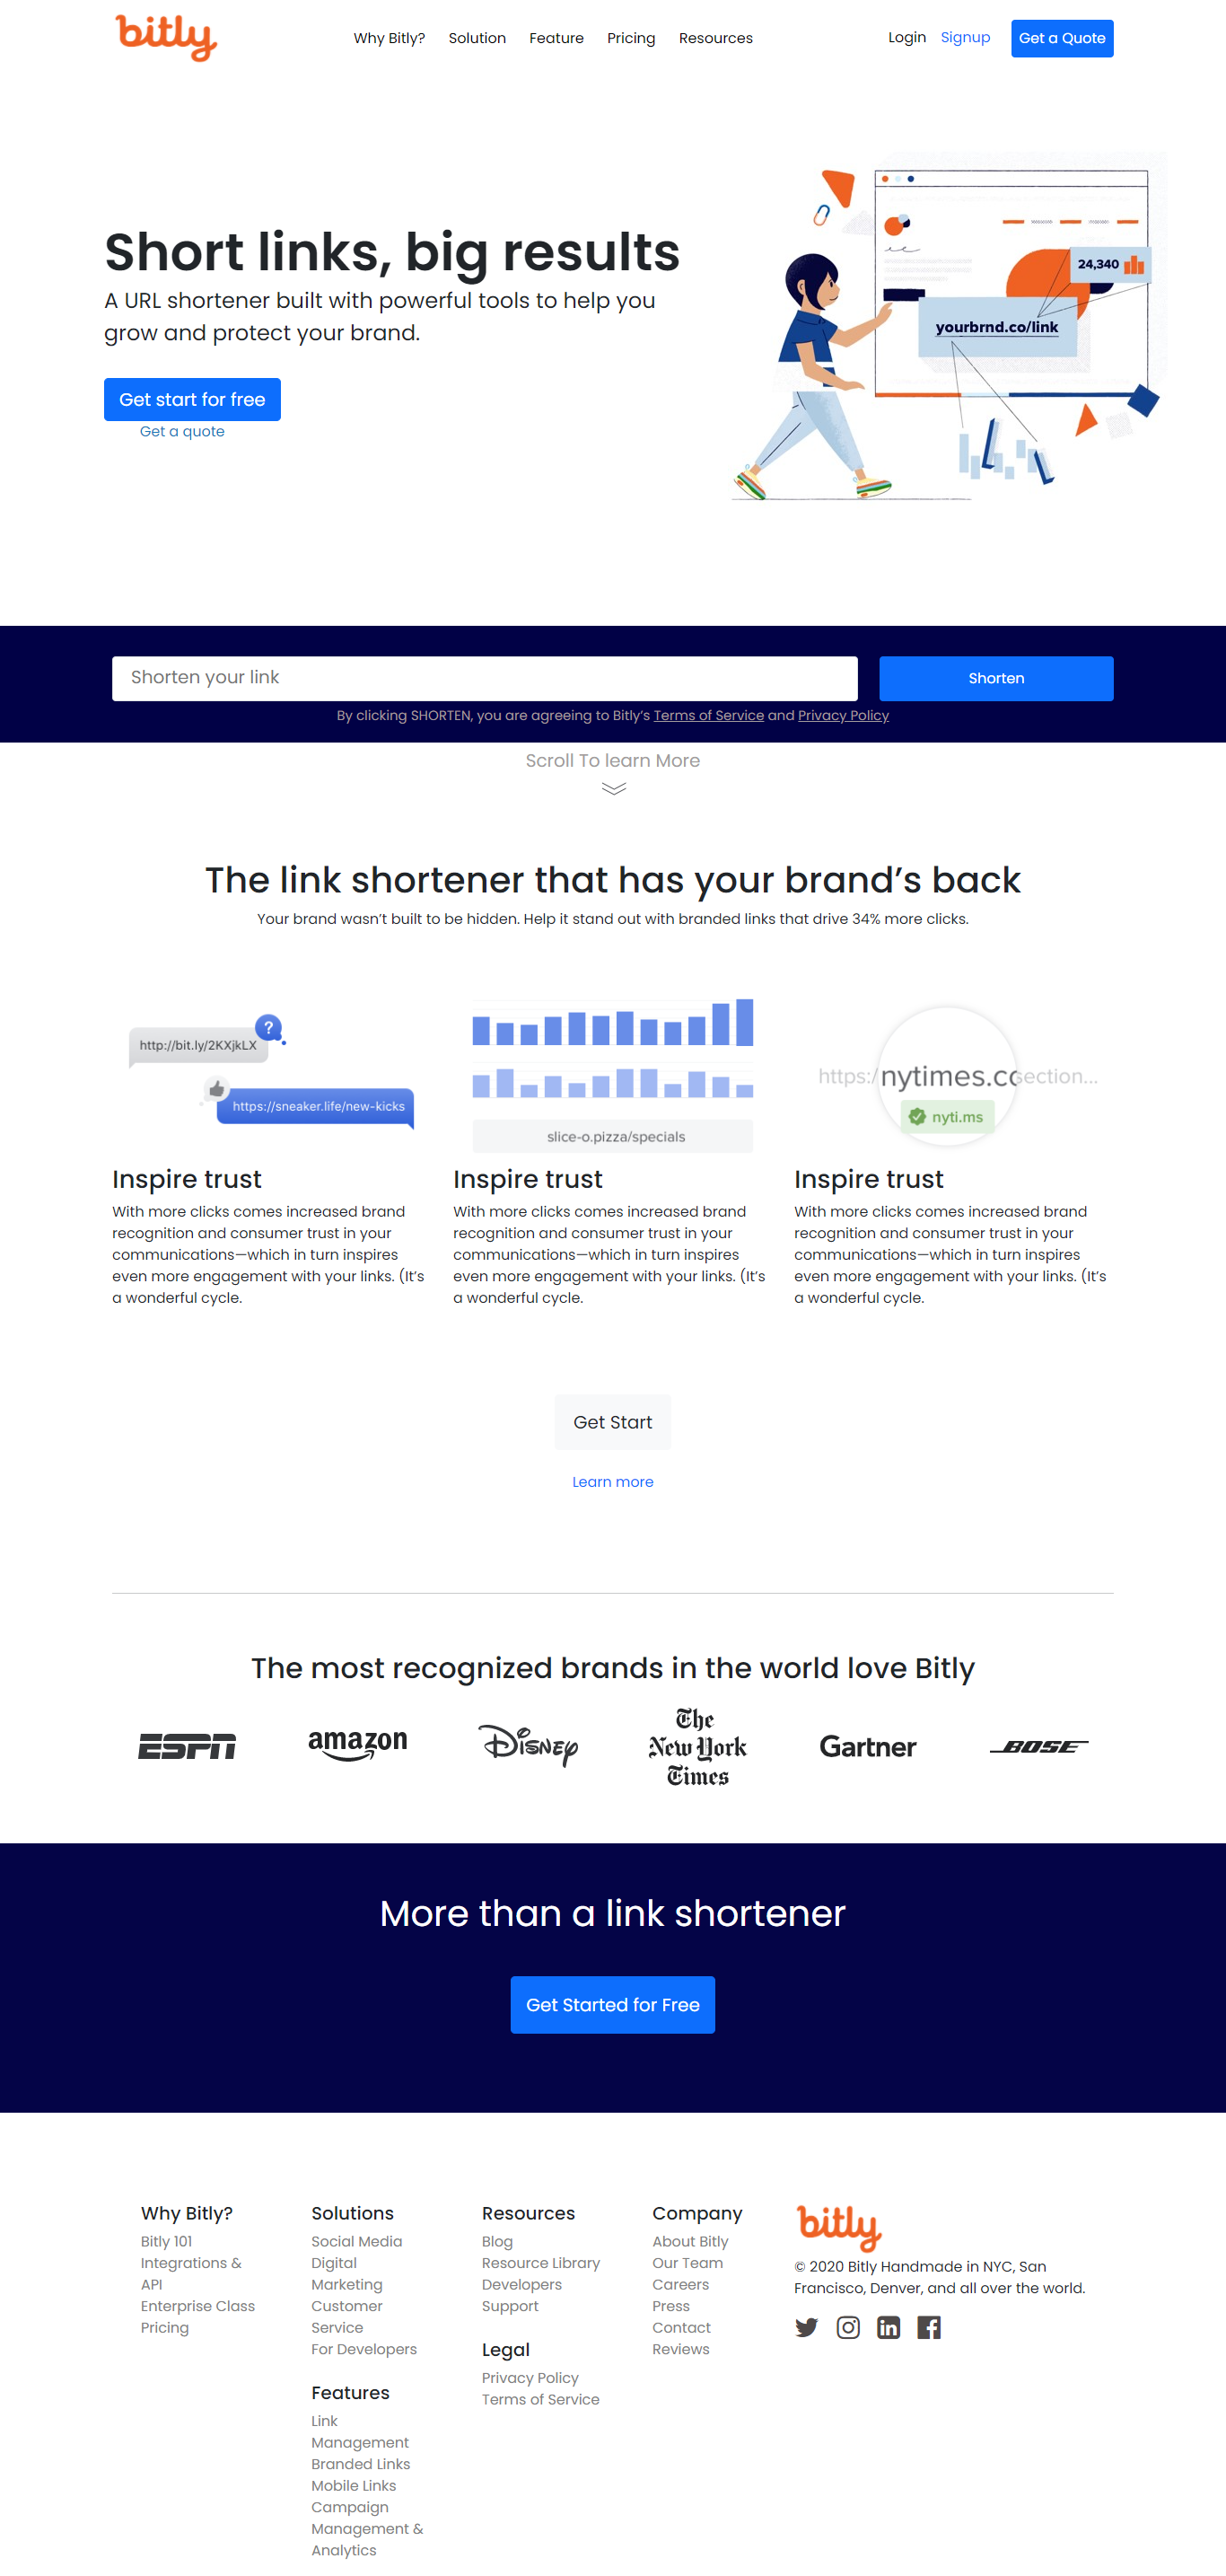 bitly
Why Bitly? Solution Feature Pricing Resources
Login Signup Get a Quote
Short links, big results
A URL shortener built with powerful tools to help you
grow and protect your brand.
Get start for free
Get a quote
24,340
yourbrnd.co/link
Shorten your link
Shorten
By clicking SHORTEN, you are agreeing to Bitly’s Terms of Service and Privacy Policy
Scroll To learn More
The link shortener that has your brand’s back
Your brand wasn’t built to be hidden. Help it stand out with branded links that drive 34% more clicks.
?
http://bit.ly/2KXjkLX
https://sneaker.life/new-kicks
Inspire trust
With more clicks comes increased brand
recognition and consumer trust in your
communications—which in turn inspires
even more engagement with your links. (It’s
a wonderful cycle.
slice-o.pizza/specials
Inspire trust
With more clicks comes increased brand
recognition and consumer trust in your
communications—which in turn inspires
even more engagement with your links. (It’s
a wonderful cycle.
https:/nytimes.ccsection...
nyti.ms
Inspire trust
With more clicks comes increased brand
recognition and consumer trust in your
communications—which in turn inspires
even more engagement with your links. (It’s
a wonderful cycle.
Get Start
Learn more
The most recognized brands in the world love Bitly
ESPN
amazon
Disney
The
New York
Times
Gartner
BOSE
More than a link shortener
Get Started for Free
Why Bitly?
Bitly 101
Integrations &
API
Enterprise Class
Pricing
Solutions
Social Media
Digital
Marketing
Customer
Service
For Developers
Features
Link
Management
Branded Links
Mobile Links
Campaign
Management &
Analytics
Resources
Blog
Resource Library
Developers
Support
Legal
Privacy Policy
Terms of Service
Company
About Bitly
Our Team
Careers
Press
Contact
Reviews
bitly
© 2020 Bitly Handmade in NYC, San
Francisco, Denver, and all over the world.